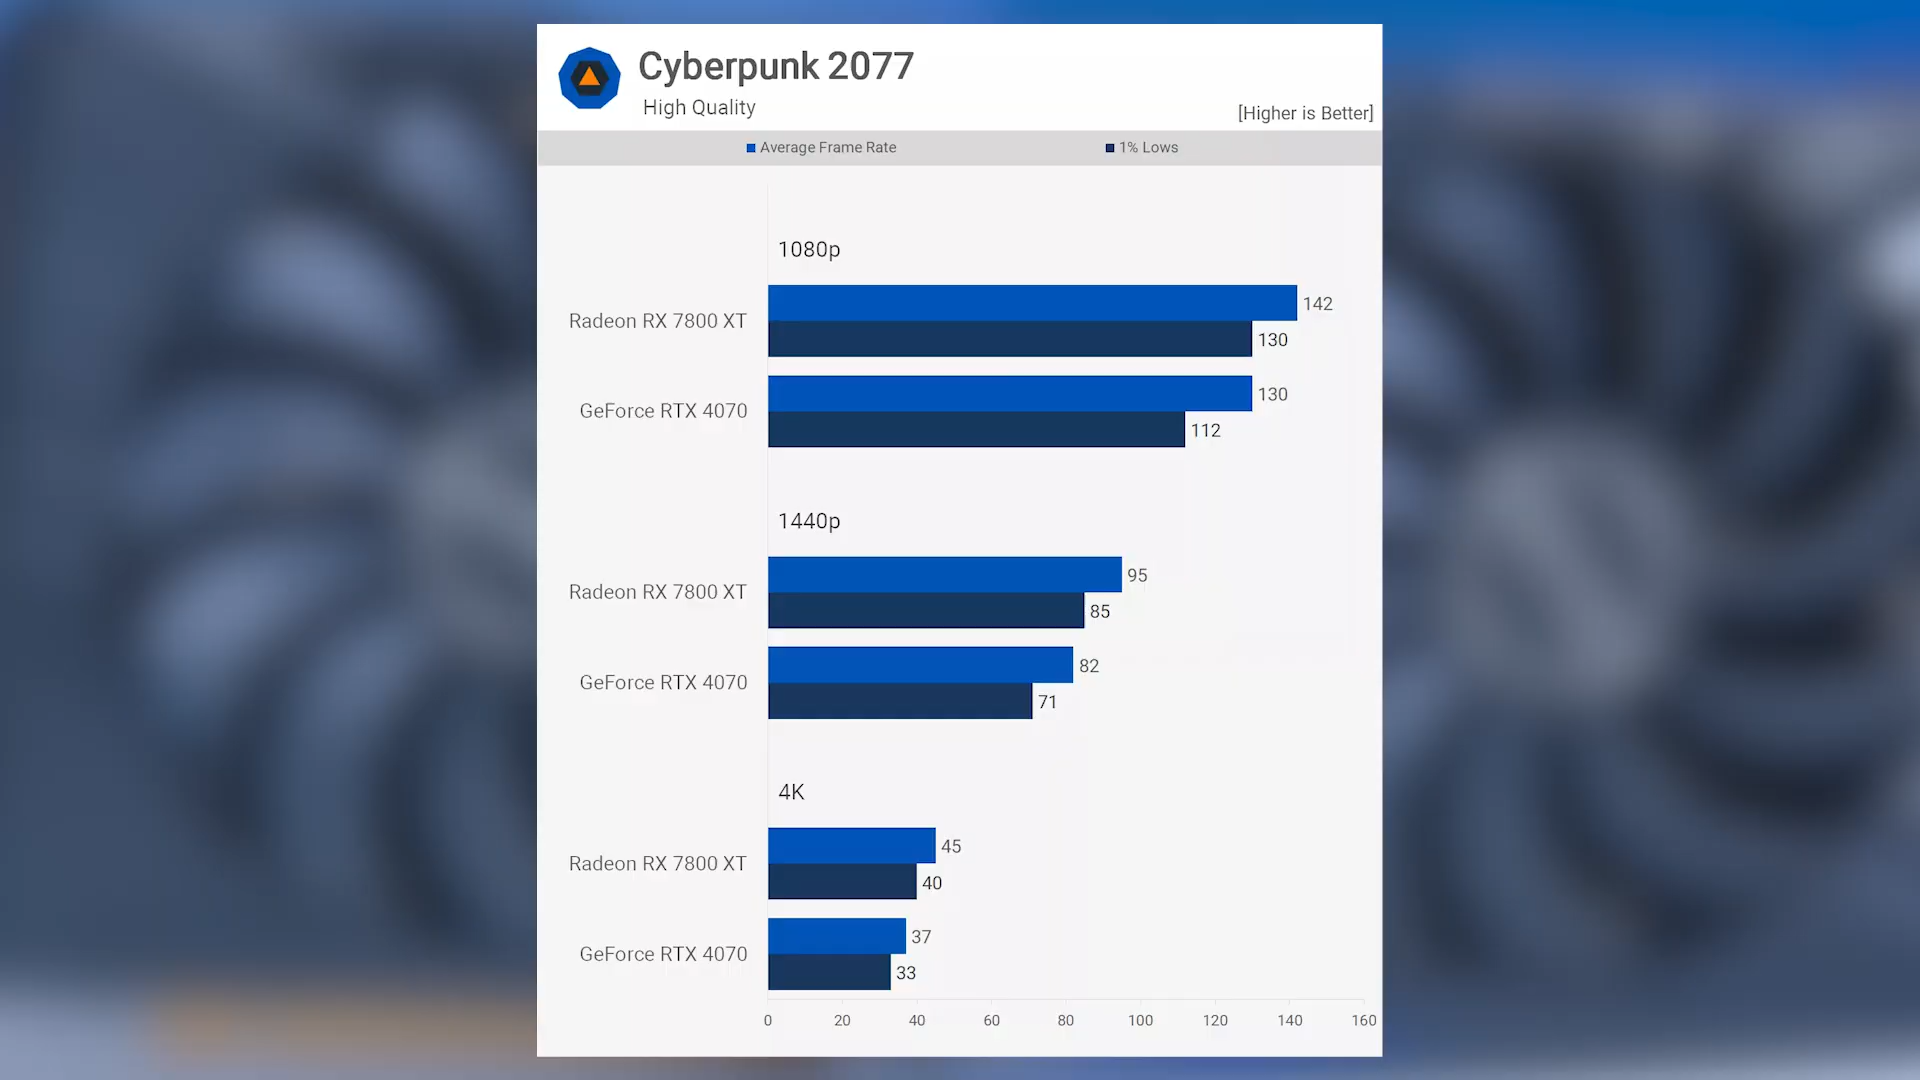 Cyberpunk 2077
High Quality
[Higher is Better]
Average Frame Rate
1% Lows
1080p
Radeon RX 7800 XT
142
130
GeForce RTX 4070
130
112
1440p
Radeon RX 7800 XT
95
85
GeForce RTX 4070
82
71
4K
Radeon RX 7800 XT
45
40
GeForce RTX 4070
37
33
0 20 40 60 80 100 120 140 160